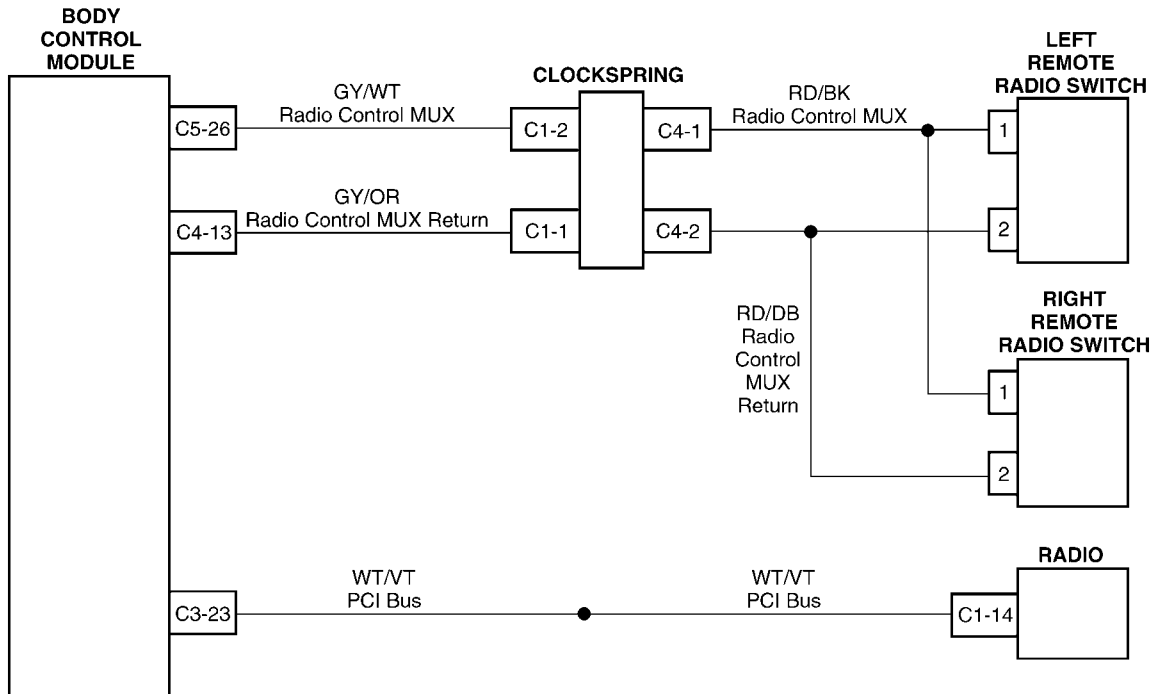 BODY
CONTROL
MODULE
CLOCKSPRING
LEFT
REMOTE
RADIO SWITCH
C5-26
GY/WT
Radio Control MUX
C1-2
C4-1
RD/BK
Radio Control MUX
1
C4-13
GY/OR
Radio Control MUX Return
C1-1
C4-2
2
RD/DB
Radio
Control
MUX
Return
RIGHT
REMOTE
RADIO SWITCH
1
2
C3-23
WT/VT
PCI Bus
WT/VT
PCI Bus
RADIO
C1-14